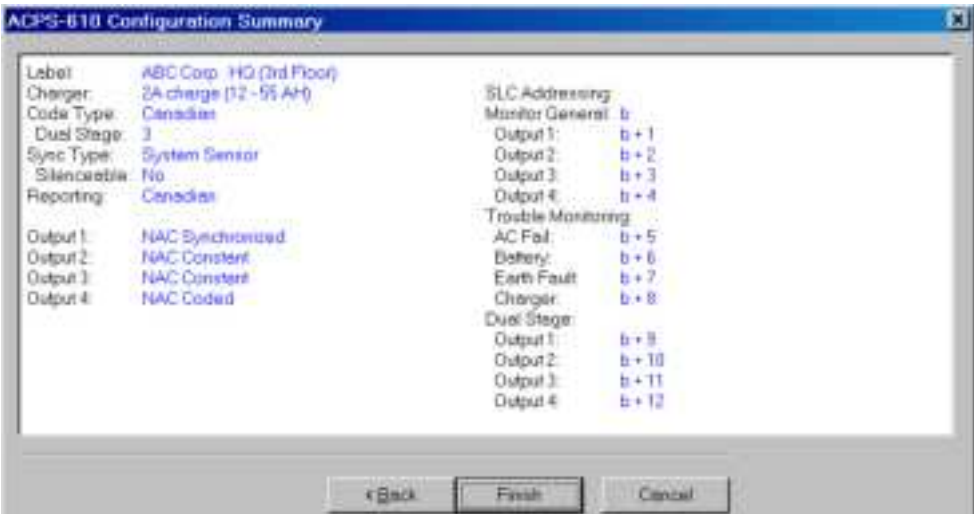 ACPS-610 Configuration Summary
Label: ABC Corp. HQ (3rd Floor)
Charger: 2A charge (12 - 55 AH)
Code Type: Canadian
Dual Stage: 3
Sync Type: System Sensor
Silenceable: No
Reporting: Canadian
Output 1: NAC Synchronized
Output 2: NAC Constant
Output 3: NAC Constant
Output 4: NAC Coded
SLC Addressing:
Monitor General: b
Output 1: b + 1
Output 2: b + 2
Output 3: b + 3
Output 4: b + 4
Trouble Monitoring:
AC Fail: b + 5
Battery: b + 6
Earth Fault: b + 7
Charger: b + 8
Dual Stage:
Output 1: b + 9
Output 2: b + 10
Output 3: b + 11
Output 4: b + 12
< Back
Finish
Cancel